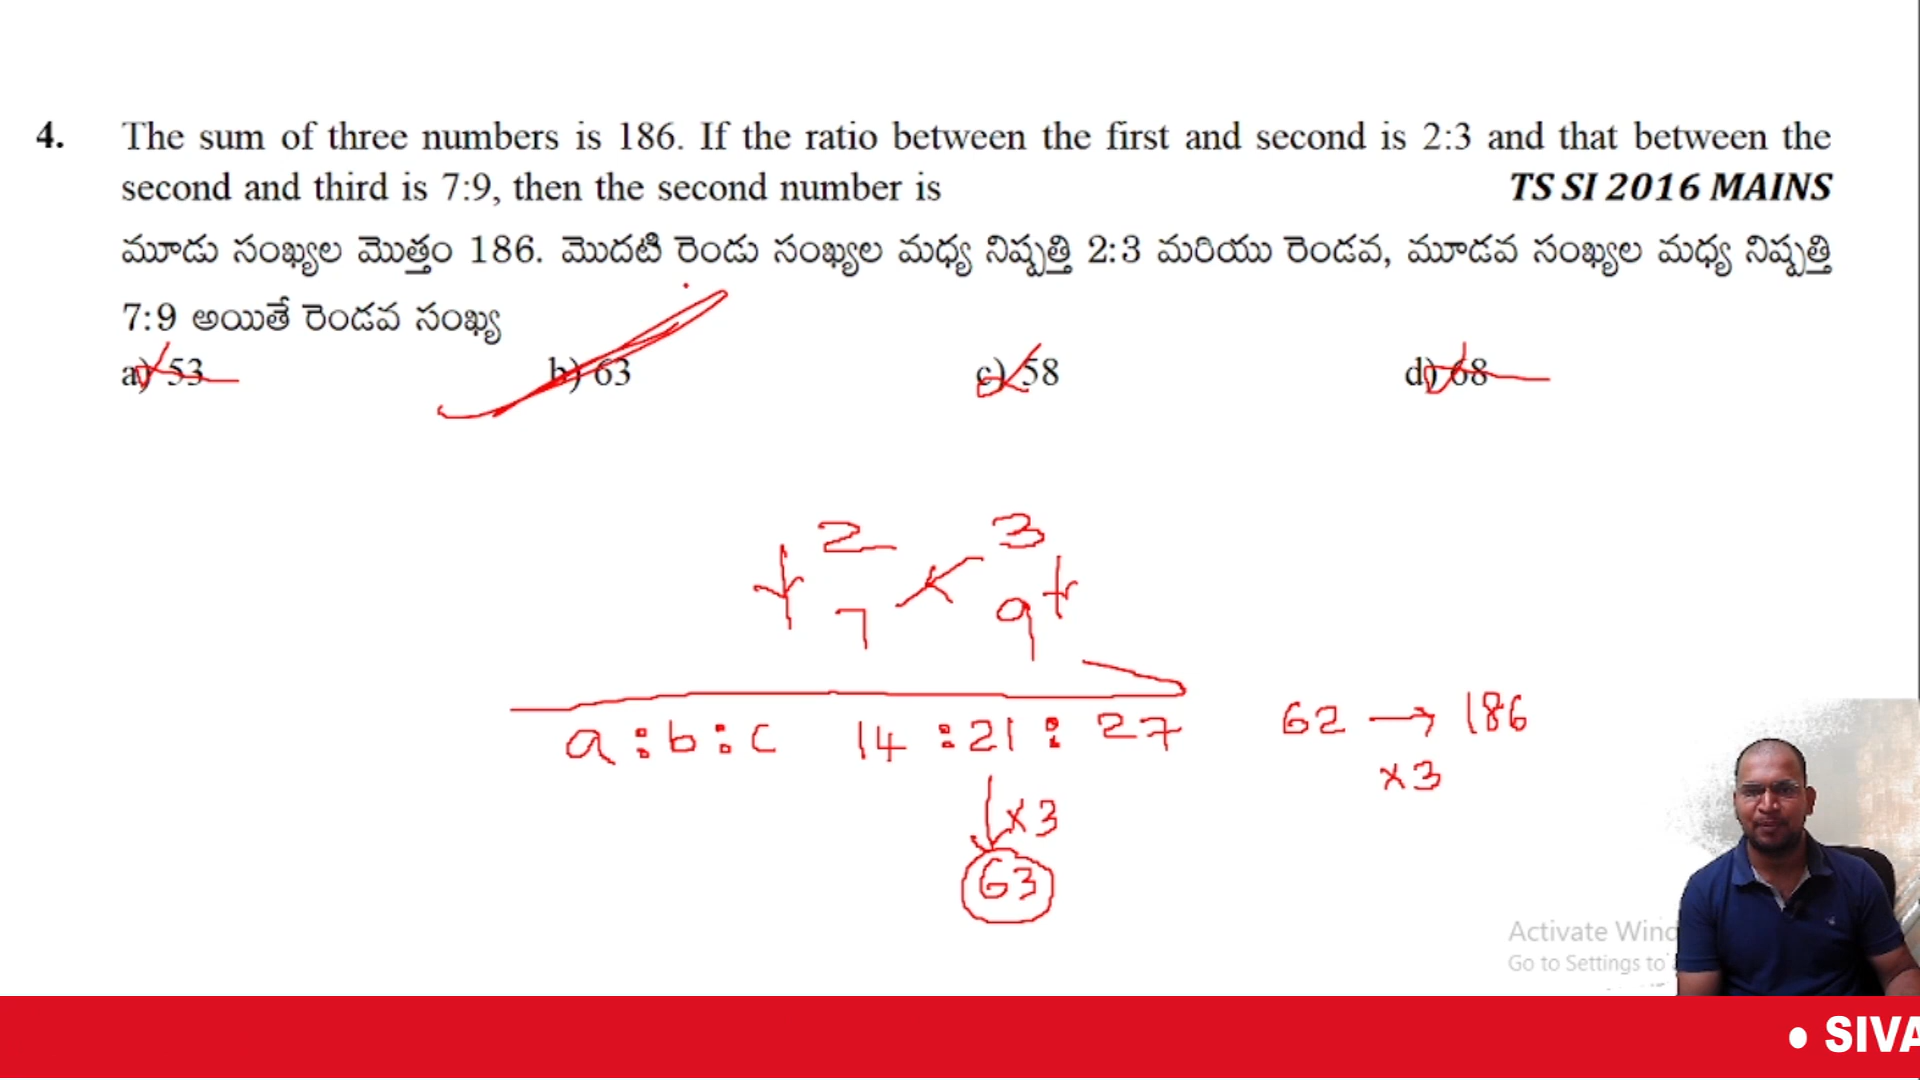 4. The sum of three numbers is 186. If the ratio between the first and second is 2:3 and that between the
second and third is 7:9, then the second number is TS SI 2016 MAINS
మూడు సంఖ్యల మొత్తం 186. మొదటి రెండు సంఖ్యల మధ్య నిష్పత్తి 2:3 మరియు రెండవ, మూడవ సంఖ్యల మధ్య నిష్పత్తి
7:9 అయితే రెండవ సంఖ్య
a) 53 b) 63 c) 58 d) 68
2 3
7 9
a : b : c 14 : 21 : 27 62 → 186
×3
×3
63
Activate Wind
Go to Settings to
• SIVA